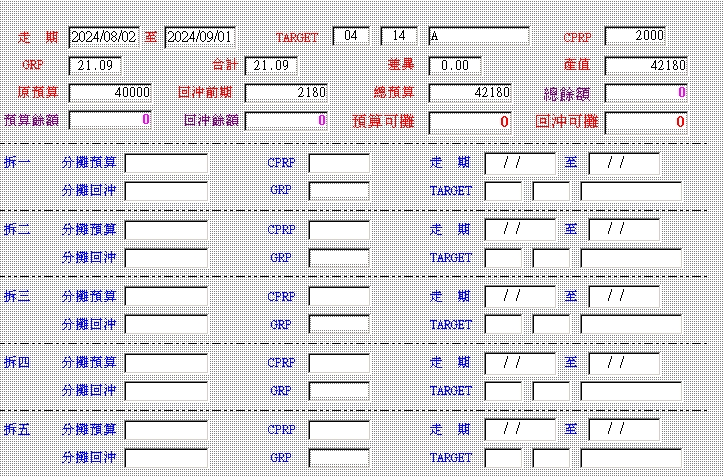 走 期 2024/08/02 至 2024/09/01 TARGET 04 14 A CPRP 2000
GRP 21.09 合計 21.09 差異 0.00 產值 42180
原預算 40000 回沖前期 2180 總預算 42180 總餘額 0
預算餘額 0 回沖餘額 0 預算可攤 0 回沖可攤 0
拆一 分攤預算 CPRP 走 期 / / 至 / /
分攤回沖 GRP TARGET
拆二 分攤預算 CPRP 走 期 / / 至 / /
分攤回沖 GRP TARGET
拆三 分攤預算 CPRP 走 期 / / 至 / /
分攤回沖 GRP TARGET
拆四 分攤預算 CPRP 走 期 / / 至 / /
分攤回沖 GRP TARGET
拆五 分攤預算 CPRP 走 期 / / 至 / /
分攤回沖 GRP TARGET